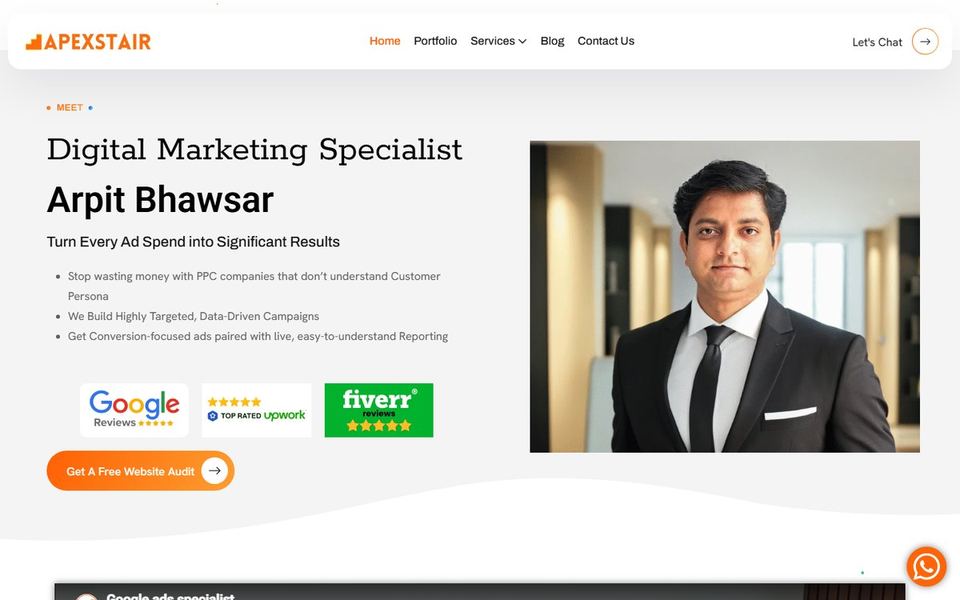 APEXSTAIR
Home Portfolio Services Blog Contact Us
Let's Chat
MEET
Digital Marketing Specialist
Arpit Bhawsar
Turn Every Ad Spend into Significant Results
Stop wasting money with PPC companies that don’t understand Customer
Persona
We Build Highly Targeted, Data-Driven Campaigns
Get Conversion-focused ads paired with live, easy-to-understand Reporting
Google
Reviews
TOP RATED upwork
fiverr®
reviews
Get A Free Website Audit
Google ads specialist